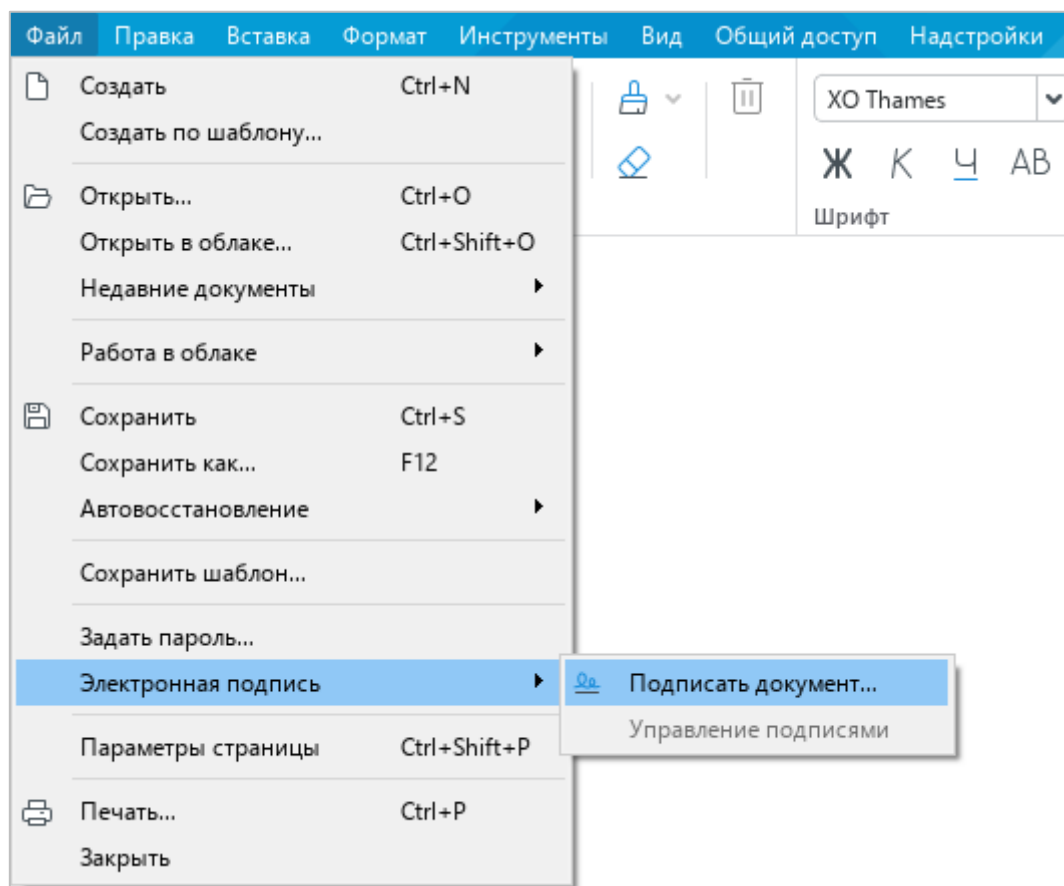 Файл Правка Вставка Формат Инструменты Вид Общий доступ Надстройки
Создать Ctrl+N
Создать по шаблону...
Открыть... Ctrl+O
Открыть в облаке... Ctrl+Shift+O
Недавние документы
Работа в облаке
Сохранить Ctrl+S
Сохранить как... F12
Автовосстановление
Сохранить шаблон...
Задать пароль...
Электронная подпись
Параметры страницы Ctrl+Shift+P
Печать... Ctrl+P
Закрыть
Подписать документ...
Управление подписями
XO Thames
Ж К Ч АВ
Шрифт